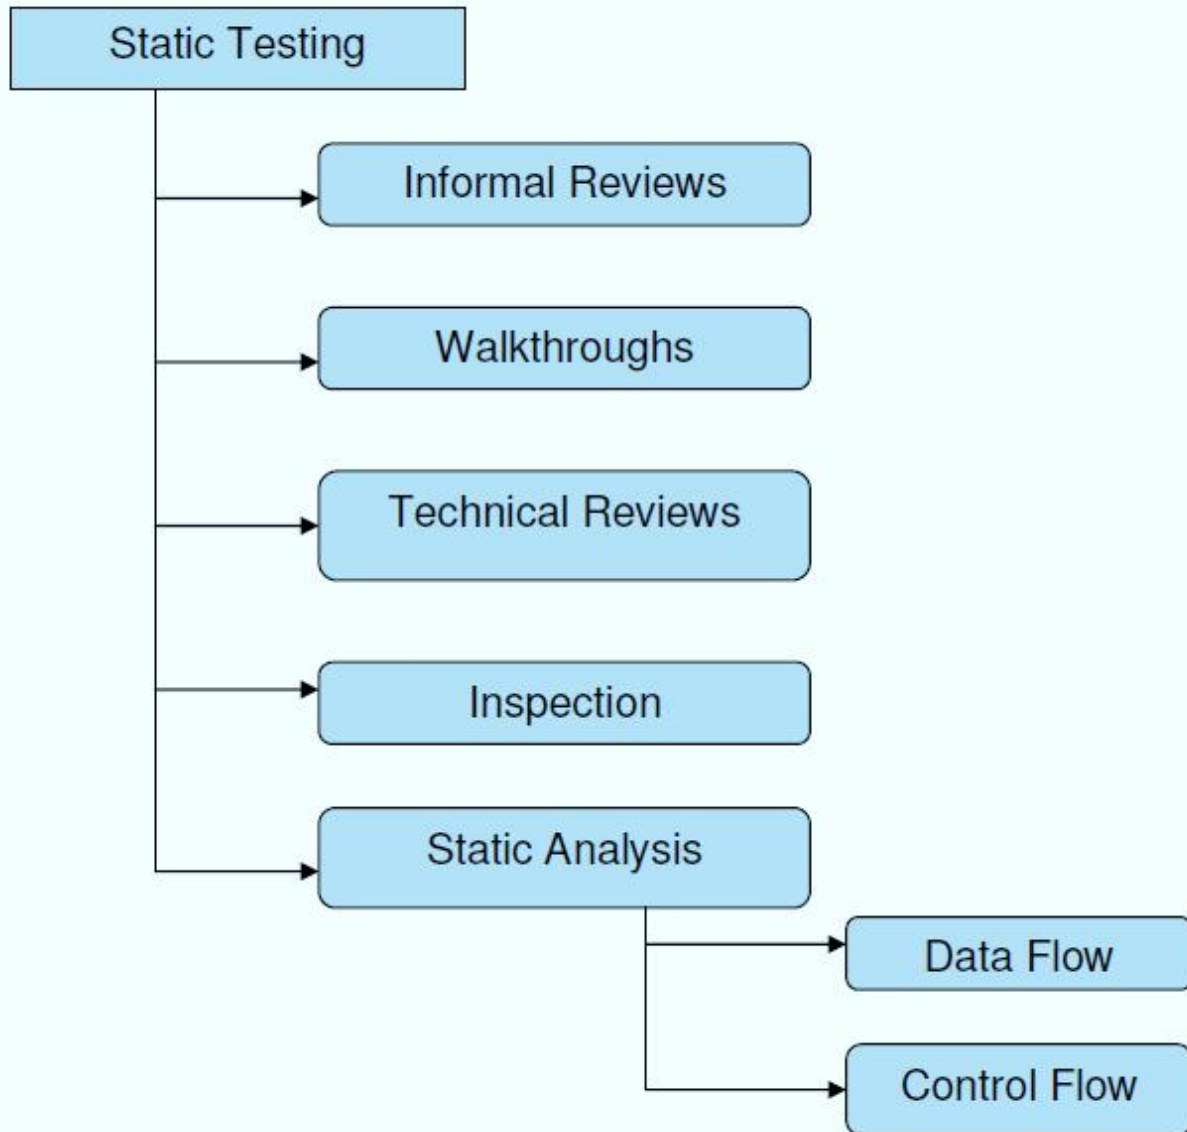 Static Testing
Informal Reviews
Walkthroughs
Technical Reviews
Inspection
Static Analysis
Data Flow
Control Flow